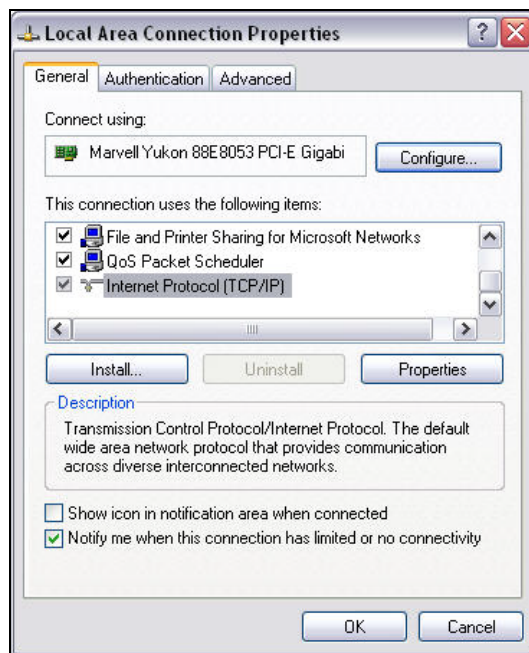 Local Area Connection Properties
General Authentication Advanced
Connect using:
Marvell Yukon 88E8053 PCI-E Gigabi
Configure...
This connection uses the following items:
File and Printer Sharing for Microsoft Networks
QoS Packet Scheduler
Internet Protocol (TCP/IP)
Install... Uninstall Properties
Description
Transmission Control Protocol/Internet Protocol. The default
wide area network protocol that provides communication
across diverse interconnected networks.
Show icon in notification area when connected
Notify me when this connection has limited or no connectivity
OK Cancel